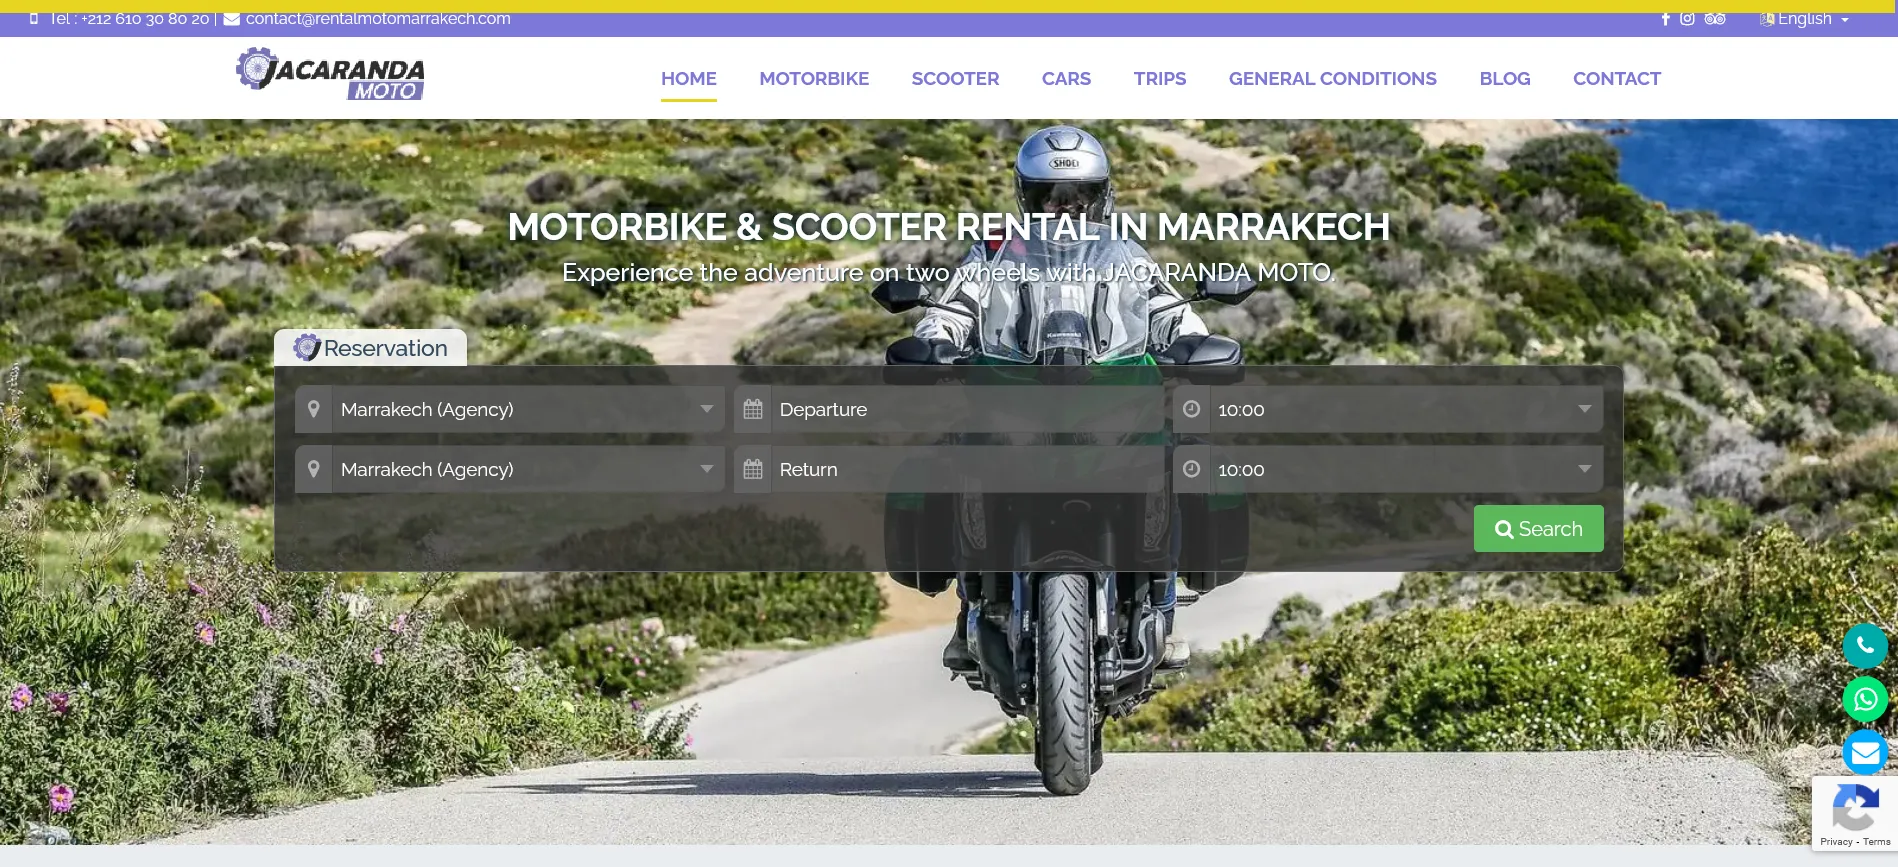 Tel : +212 610 30 80 20 | contact@rentalmotomarrakech.com
English
JACARANDA
MOTO
HOME MOTORBIKE SCOOTER CARS TRIPS GENERAL CONDITIONS BLOG CONTACT
SHOEI
MOTORBIKE & SCOOTER RENTAL IN MARRAKECH
Experience the adventure on two wheels with JACARANDA MOTO.
Kawasaki
Reservation
Marrakech (Agency) Departure 10:00
Marrakech (Agency) Return 10:00
Search
Privacy - Terms